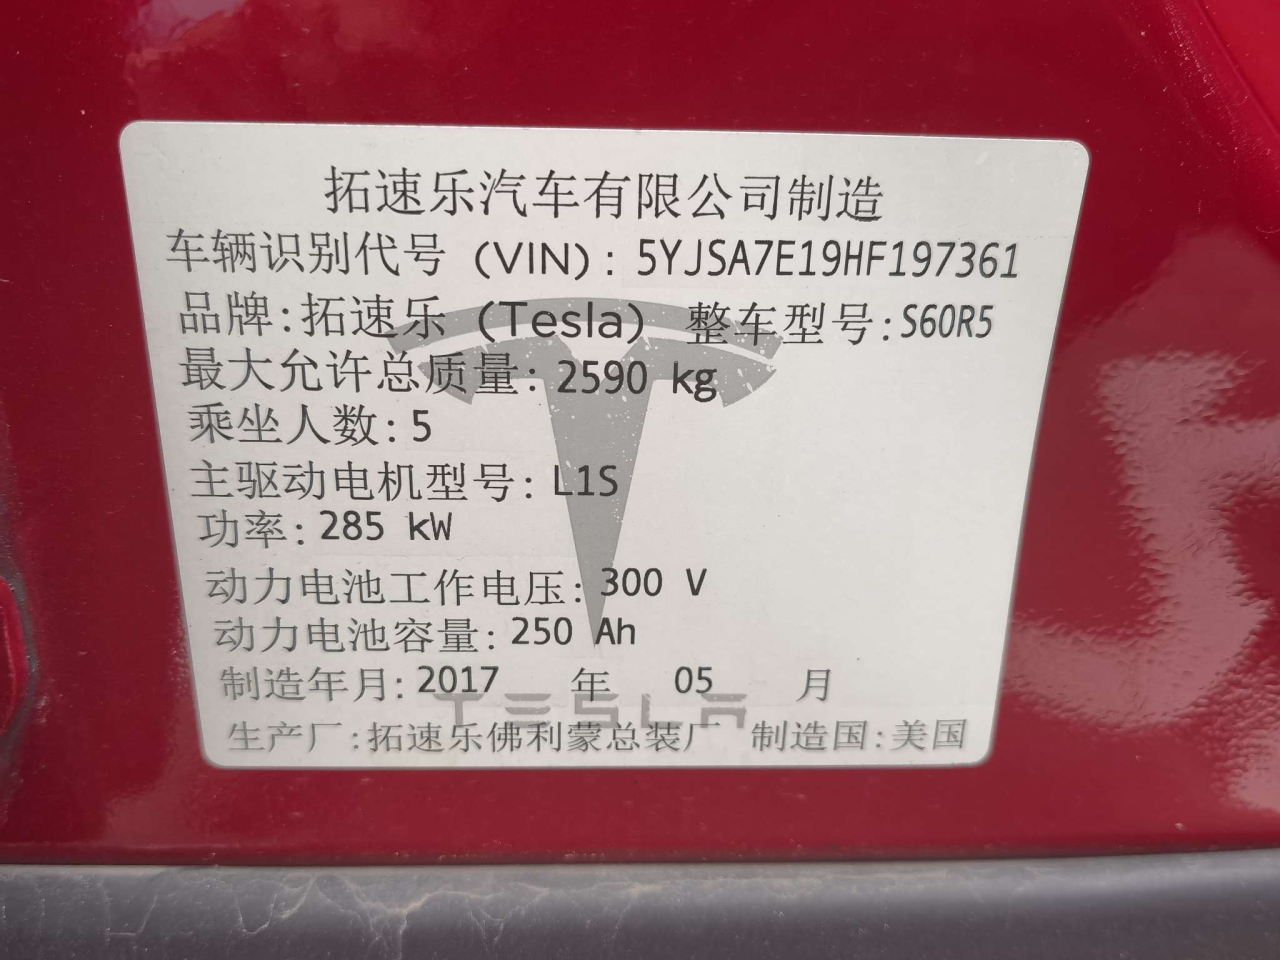 拓速乐汽车有限公司制造
车辆识别代号 (VIN): 5YJSA7E19HF197361
品牌:拓速乐 (Tesla) 整车型号:S60R5
最大允许总质量: 2590 kg
乘坐人数: 5
主驱动电机型号: L1S
功率: 285 kW
动力电池工作电压: 300 V
动力电池容量: 250 Ah
制造年月: 2017 年 05 月
TESLA
生产厂:拓速乐佛利蒙总装厂 制造国:美国